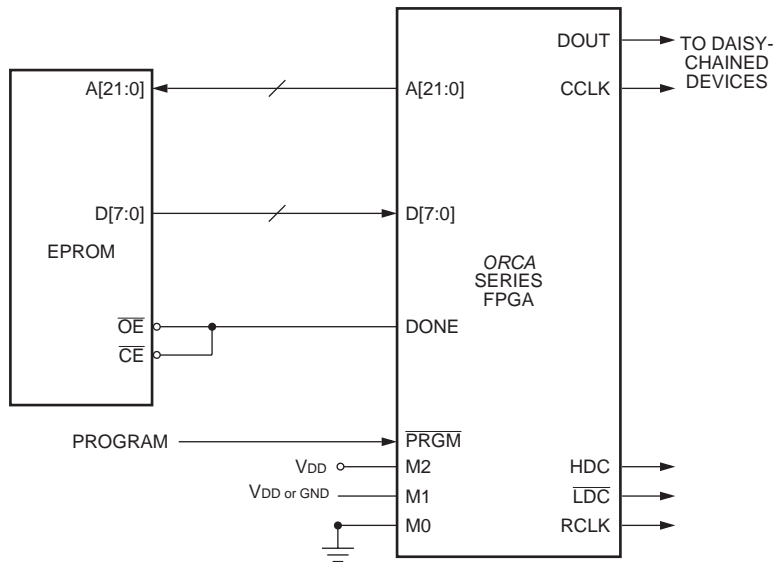 DOUT
TO DAISY-
CHAINED
DEVICES
A[21:0]
A[21:0]
CCLK
D[7:0]
D[7:0]
EPROM
ORCA
SERIES
FPGA
OE
DONE
CE
PROGRAM
PRGM
VDD
M2
HDC
VDD or GND
M1
LDC
M0
RCLK